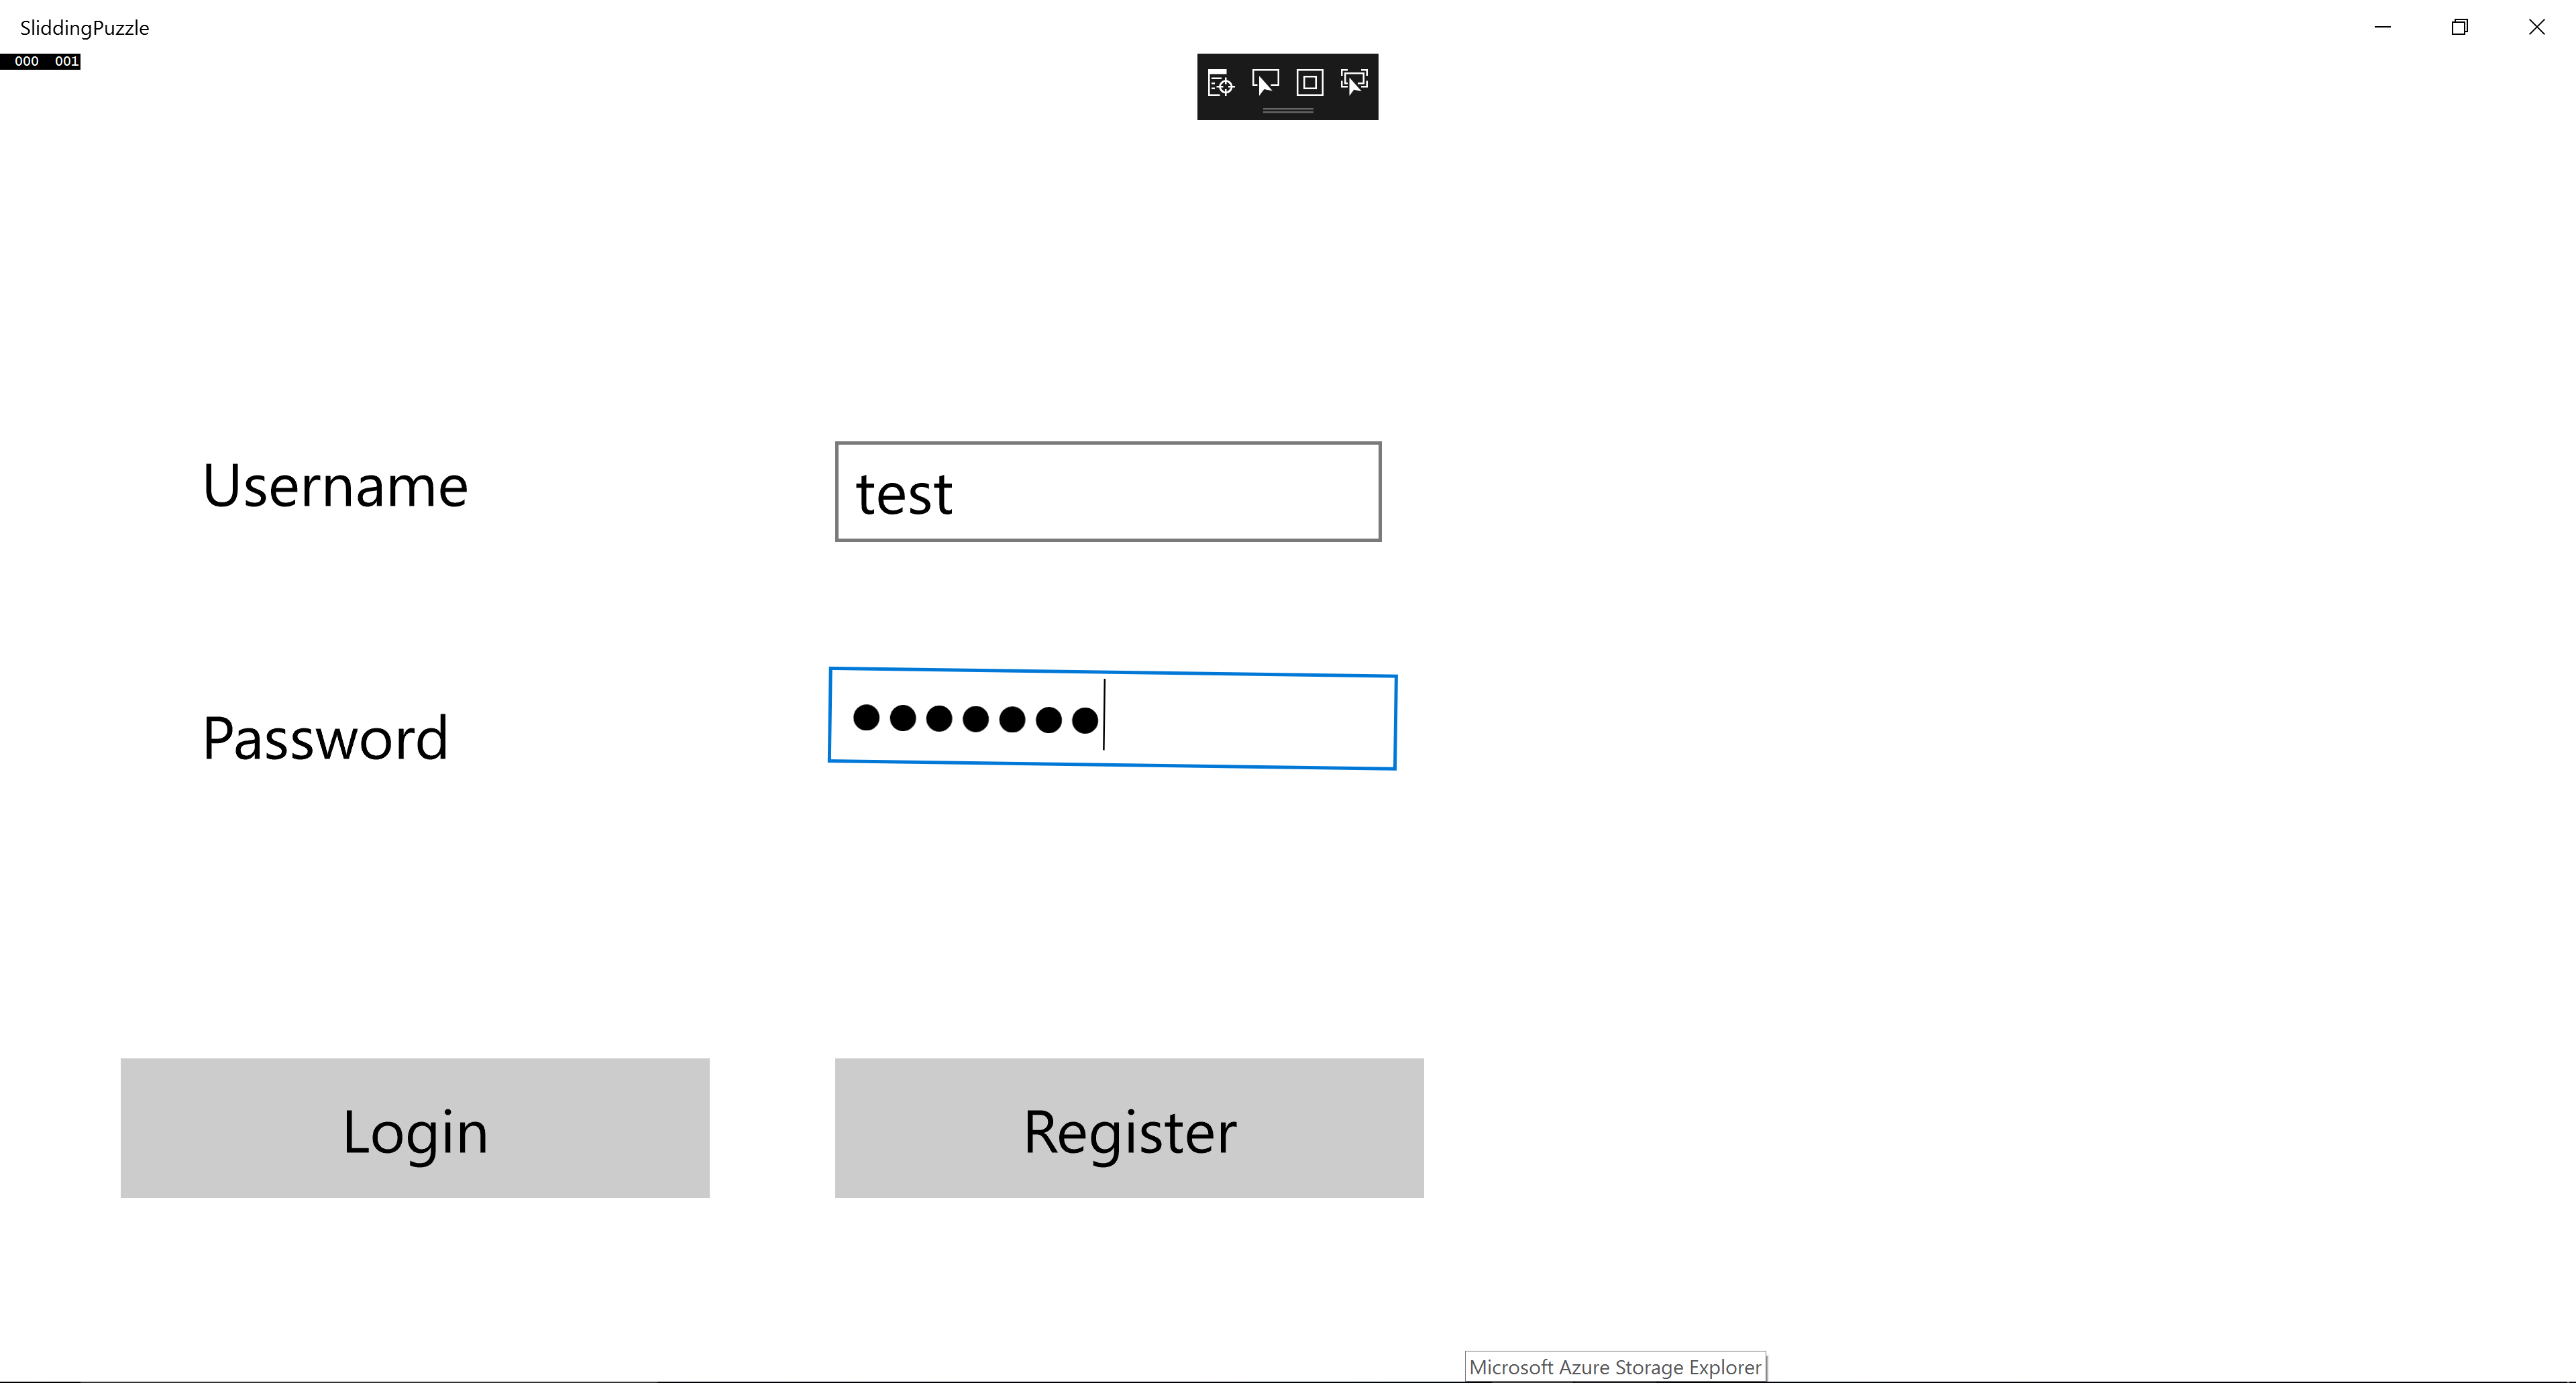 SliddingPuzzle
000 001
Username
test
Password
Login
Register
Microsoft Azure Storage Explorer